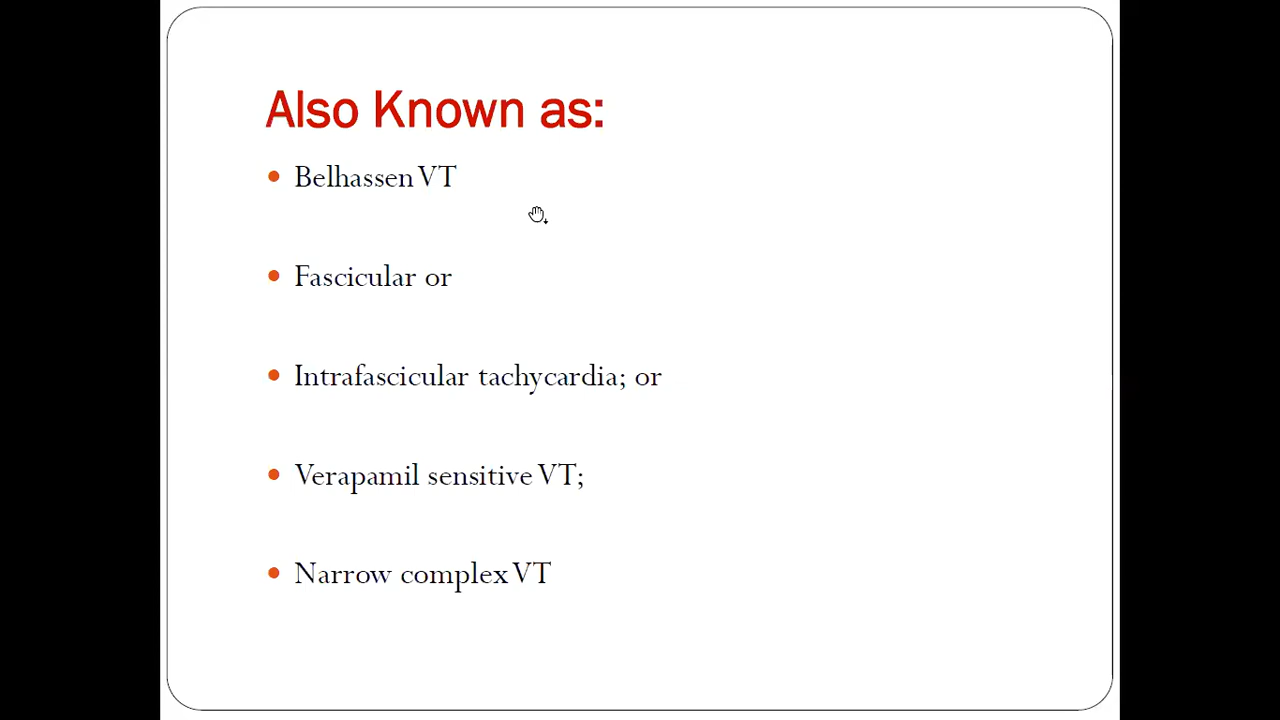 Also Known as:
Belhassen VT
Fascicular or
Intrafascicular tachycardia; or
Verapamil sensitive VT;
Narrow complex VT